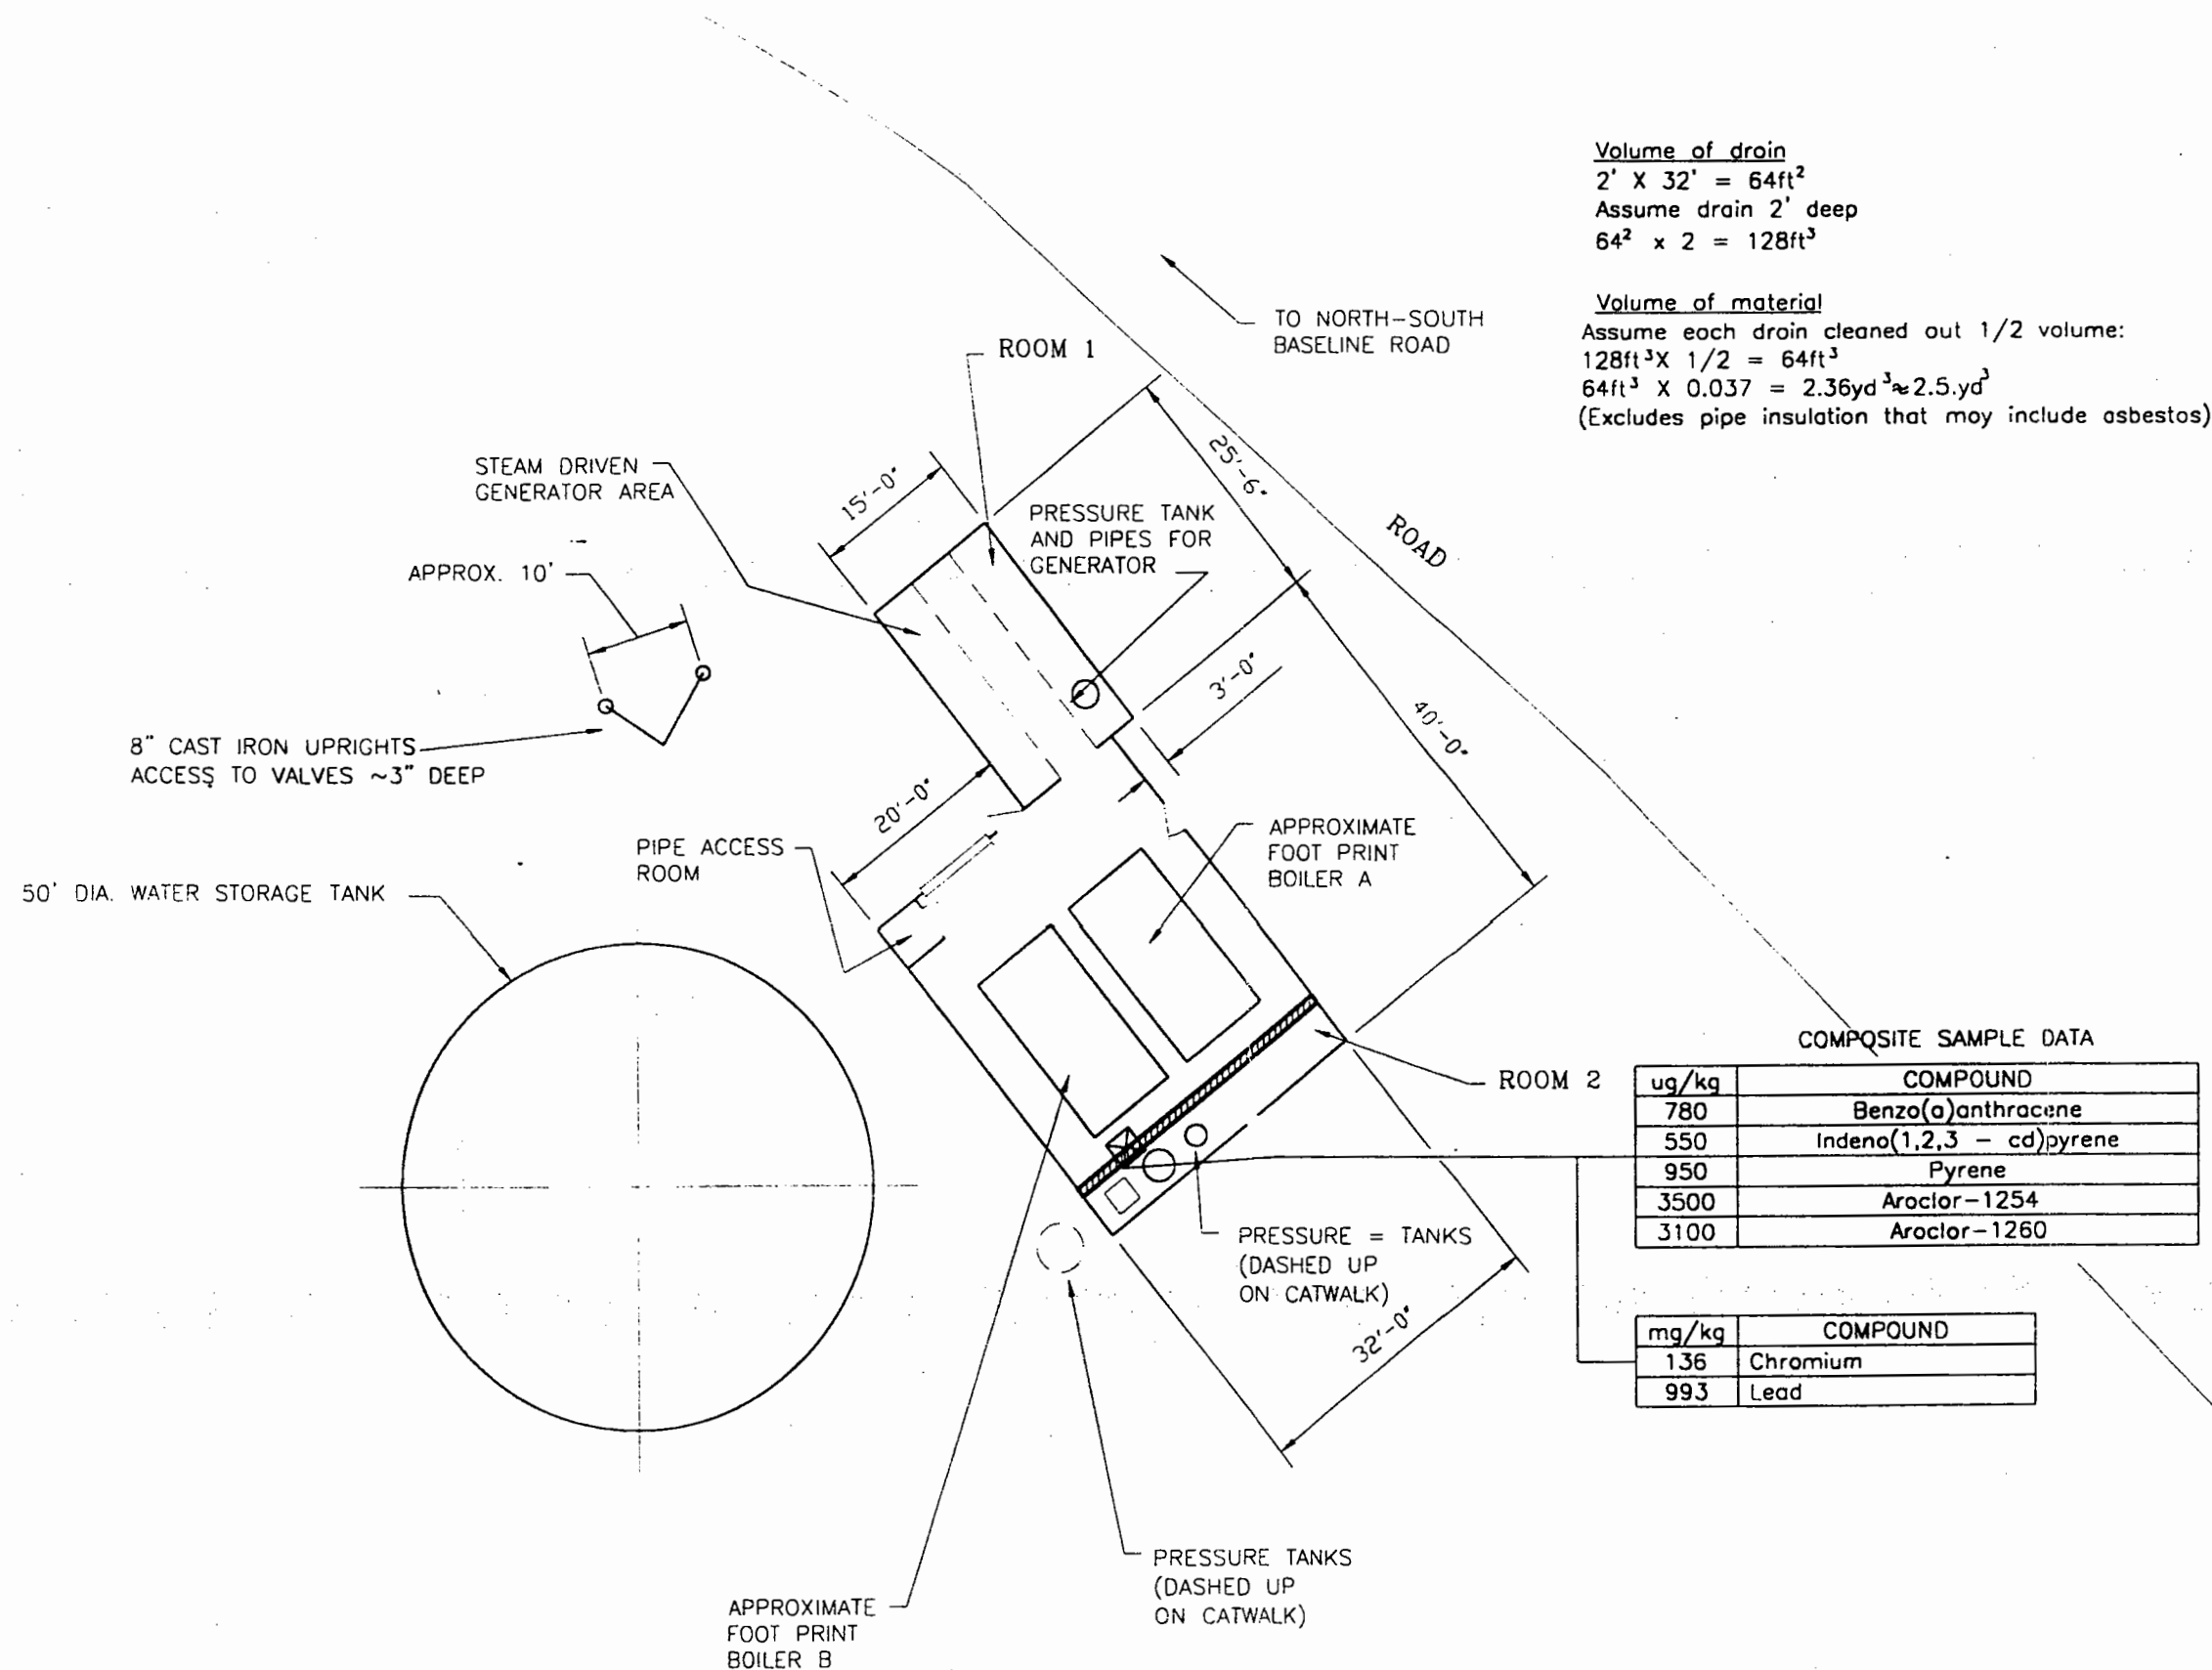 Volume of drain
2' X 32' = 64ft²
Assume drain 2' deep
64² x 2 = 128ft³
Volume of material
Assume each drain cleaned out 1/2 volume:
128ft³X 1/2 = 64ft³
64ft³ X 0.037 = 2.36yd³≈2.5.yd³
(Excludes pipe insulation that may include asbestos)
TO NORTH-SOUTH
BASELINE ROAD
ROOM 1
STEAM DRIVEN
GENERATOR AREA
15'-0"
25'-6"
PRESSURE TANK
AND PIPES FOR
GENERATOR
ROAD
APPROX. 10'
3'-0"
40'-0"
8" CAST IRON UPRIGHTS
ACCESS TO VALVES ~3" DEEP
20'-0"
PIPE ACCESS
ROOM
APPROXIMATE
FOOT PRINT
BOILER A
50' DIA. WATER STORAGE TANK
ROOM 2
COMPOSITE SAMPLE DATA
ug/kg COMPOUND
780 Benzo(a)anthracene
550 Indeno(1,2,3 - cd)pyrene
950 Pyrene
3500 Aroclor-1254
3100 Aroclor-1260
PRESSURE = TANKS
(DASHED UP
ON CATWALK)
32'-0"
mg/kg COMPOUND
136 Chromium
993 Lead
PRESSURE TANKS
(DASHED UP
ON CATWALK)
APPROXIMATE
FOOT PRINT
BOILER B